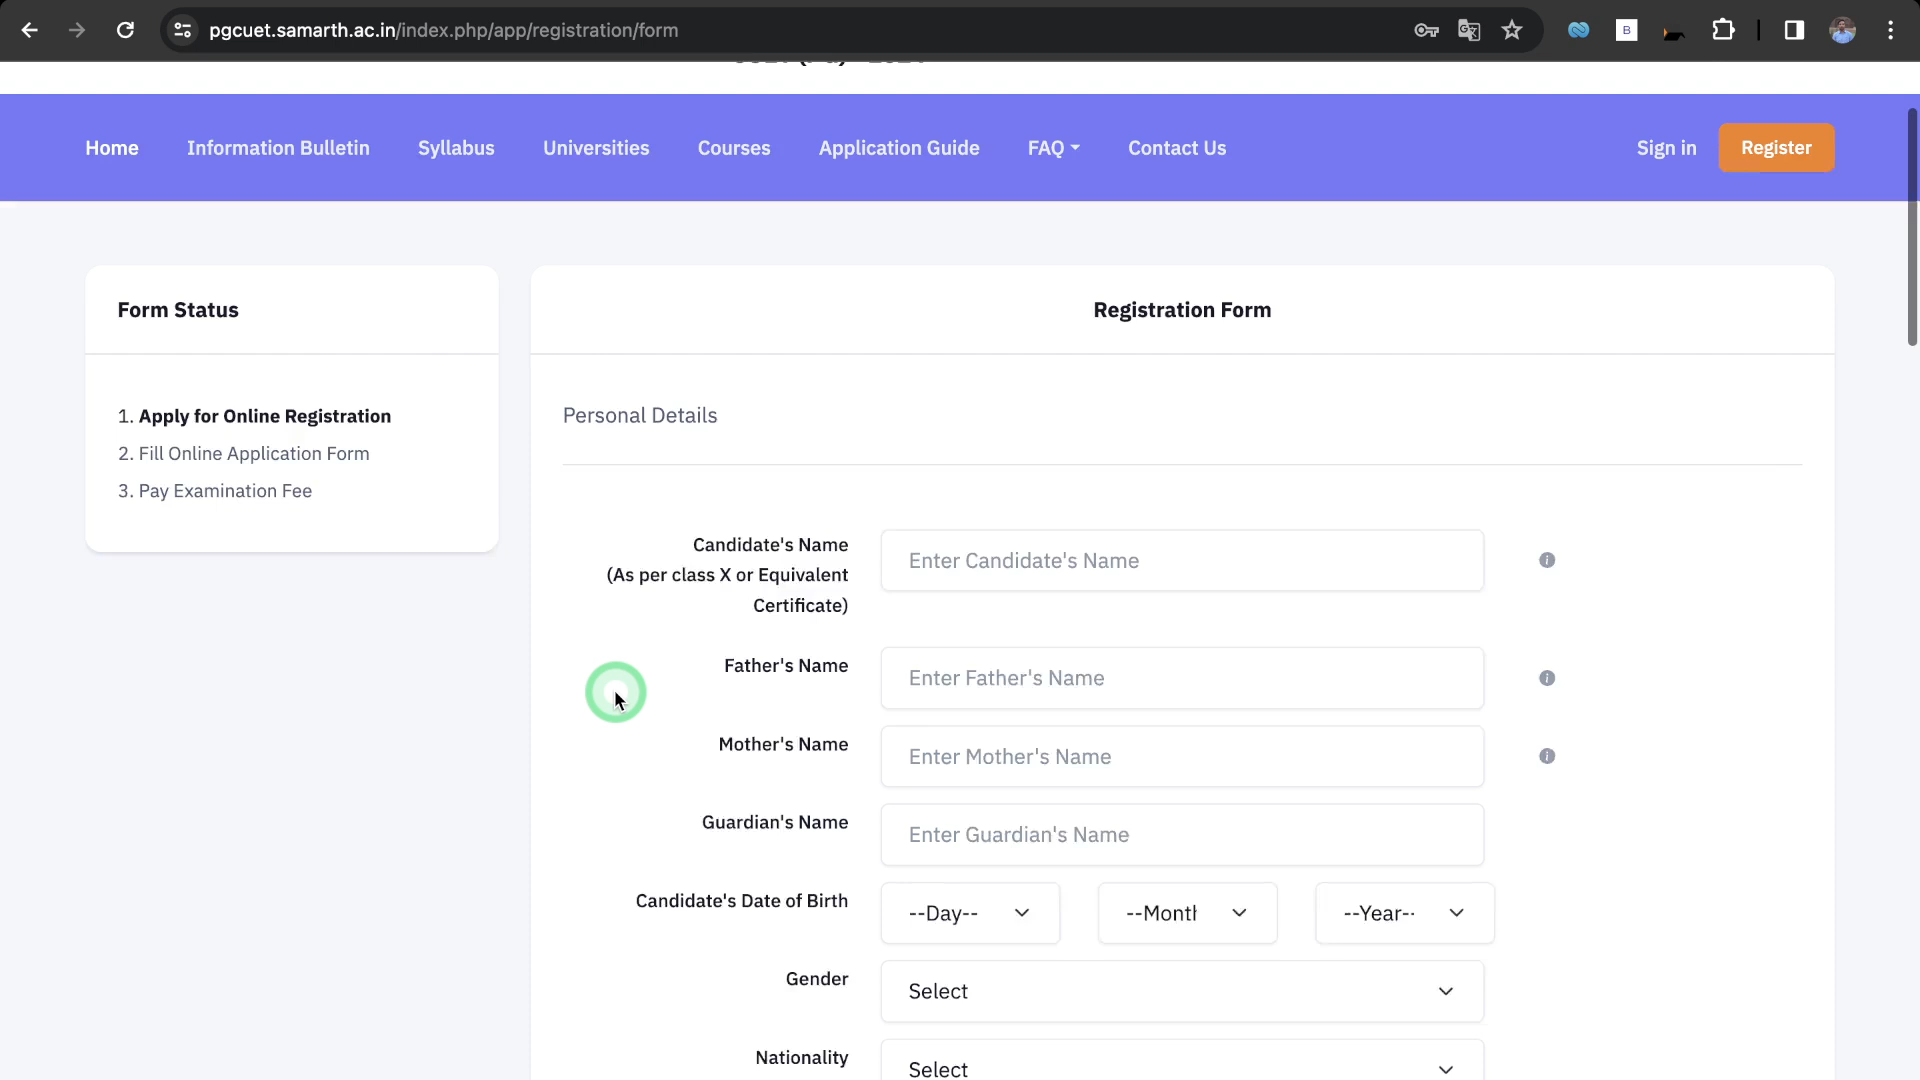 pgcuet.samarth.ac.in/index.php/app/registration/form
B
Home Information Bulletin Syllabus Universities Courses Application Guide FAQ Contact Us Sign in Register
Form Status
1. Apply for Online Registration
2. Fill Online Application Form
3. Pay Examination Fee
Registration Form
Personal Details
Candidate's Name
(As per class X or Equivalent
Certificate)
Enter Candidate's Name
Father's Name
Enter Father's Name
Mother's Name
Enter Mother's Name
Guardian's Name
Enter Guardian's Name
Candidate's Date of Birth
--Day-- --Month --Year--
Gender
Select
Nationality
Select